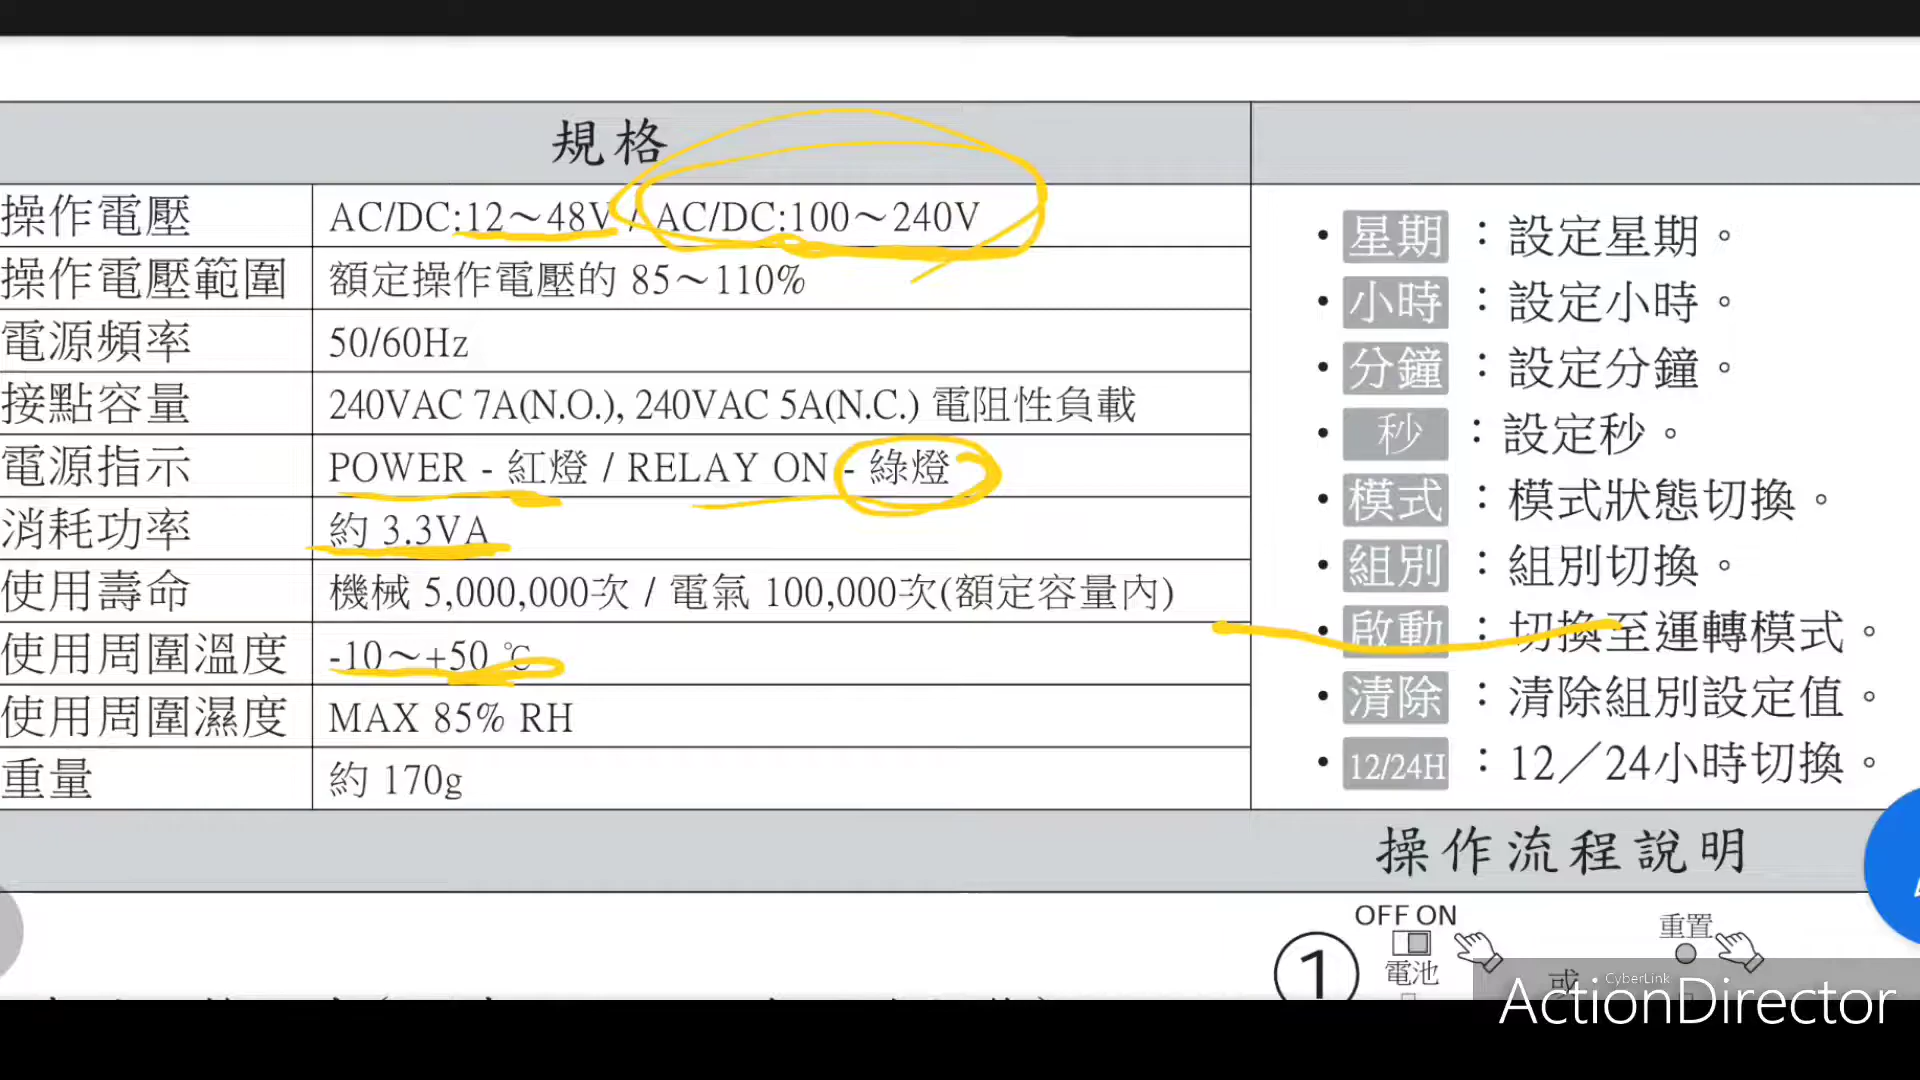 規格
操作電壓 AC/DC:12～48V / AC/DC:100～240V
操作電壓範圍 額定操作電壓的 85～110%
電源頻率 50/60Hz
接點容量 240VAC 7A(N.O.), 240VAC 5A(N.C.) 電阻性負載
電源指示 POWER - 紅燈 / RELAY ON - 綠燈
消耗功率 約 3.3VA
使用壽命 機械 5,000,000次 / 電氣 100,000次(額定容量內)
使用周圍溫度 -10～+50 ℃
使用周圍濕度 MAX 85% RH
重量 約 170g
• 星期 ：設定星期。
• 小時 ：設定小時。
• 分鐘 ：設定分鐘。
• 秒 ：設定秒。
• 模式 ：模式狀態切換。
• 組別 ：組別切換。
• 啟動 ：切換至運轉模式。
• 清除 ：清除組別設定值。
• 12/24H ：12／24小時切換。
操作流程說明
① OFF ON
電池
或
重置
CyberLink
ActionDirector